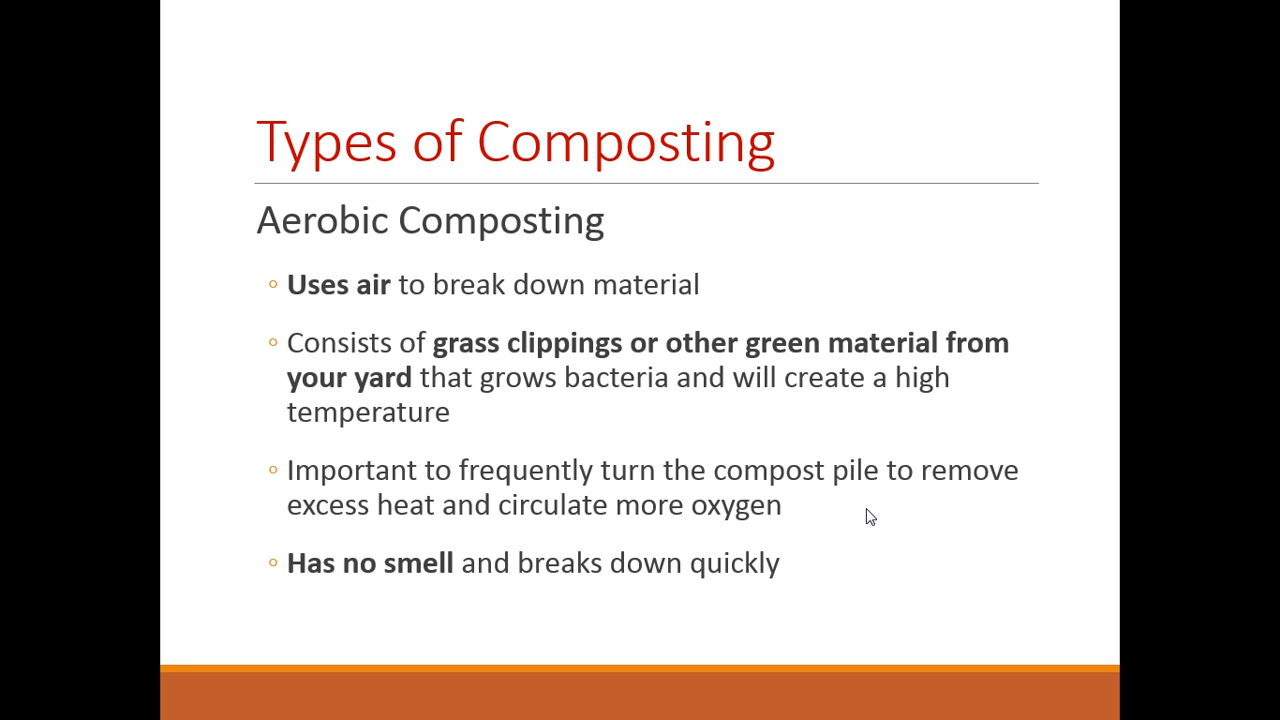 Types of Composting
Aerobic Composting
◦ Uses air to break down material
◦ Consists of grass clippings or other green material from
your yard that grows bacteria and will create a high
temperature
◦ Important to frequently turn the compost pile to remove
excess heat and circulate more oxygen
◦ Has no smell and breaks down quickly